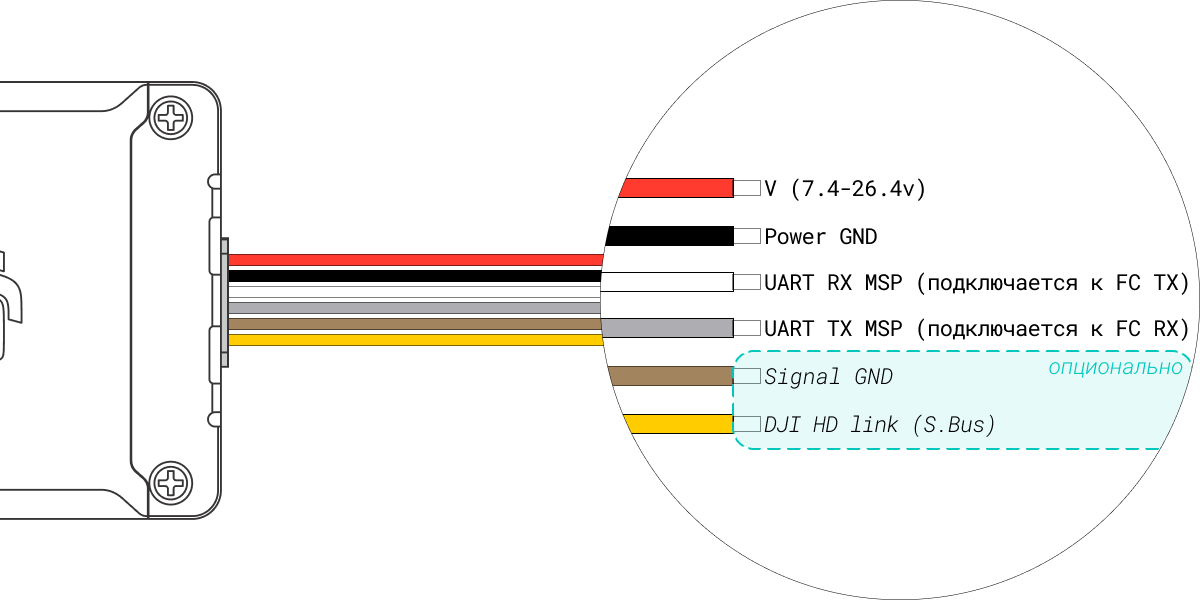 V (7.4-26.4v)
Power GND
UART RX MSP (подключается к FC TX)
UART TX MSP (подключается к FC RX)
опционально
Signal GND
DJI HD link (S.Bus)